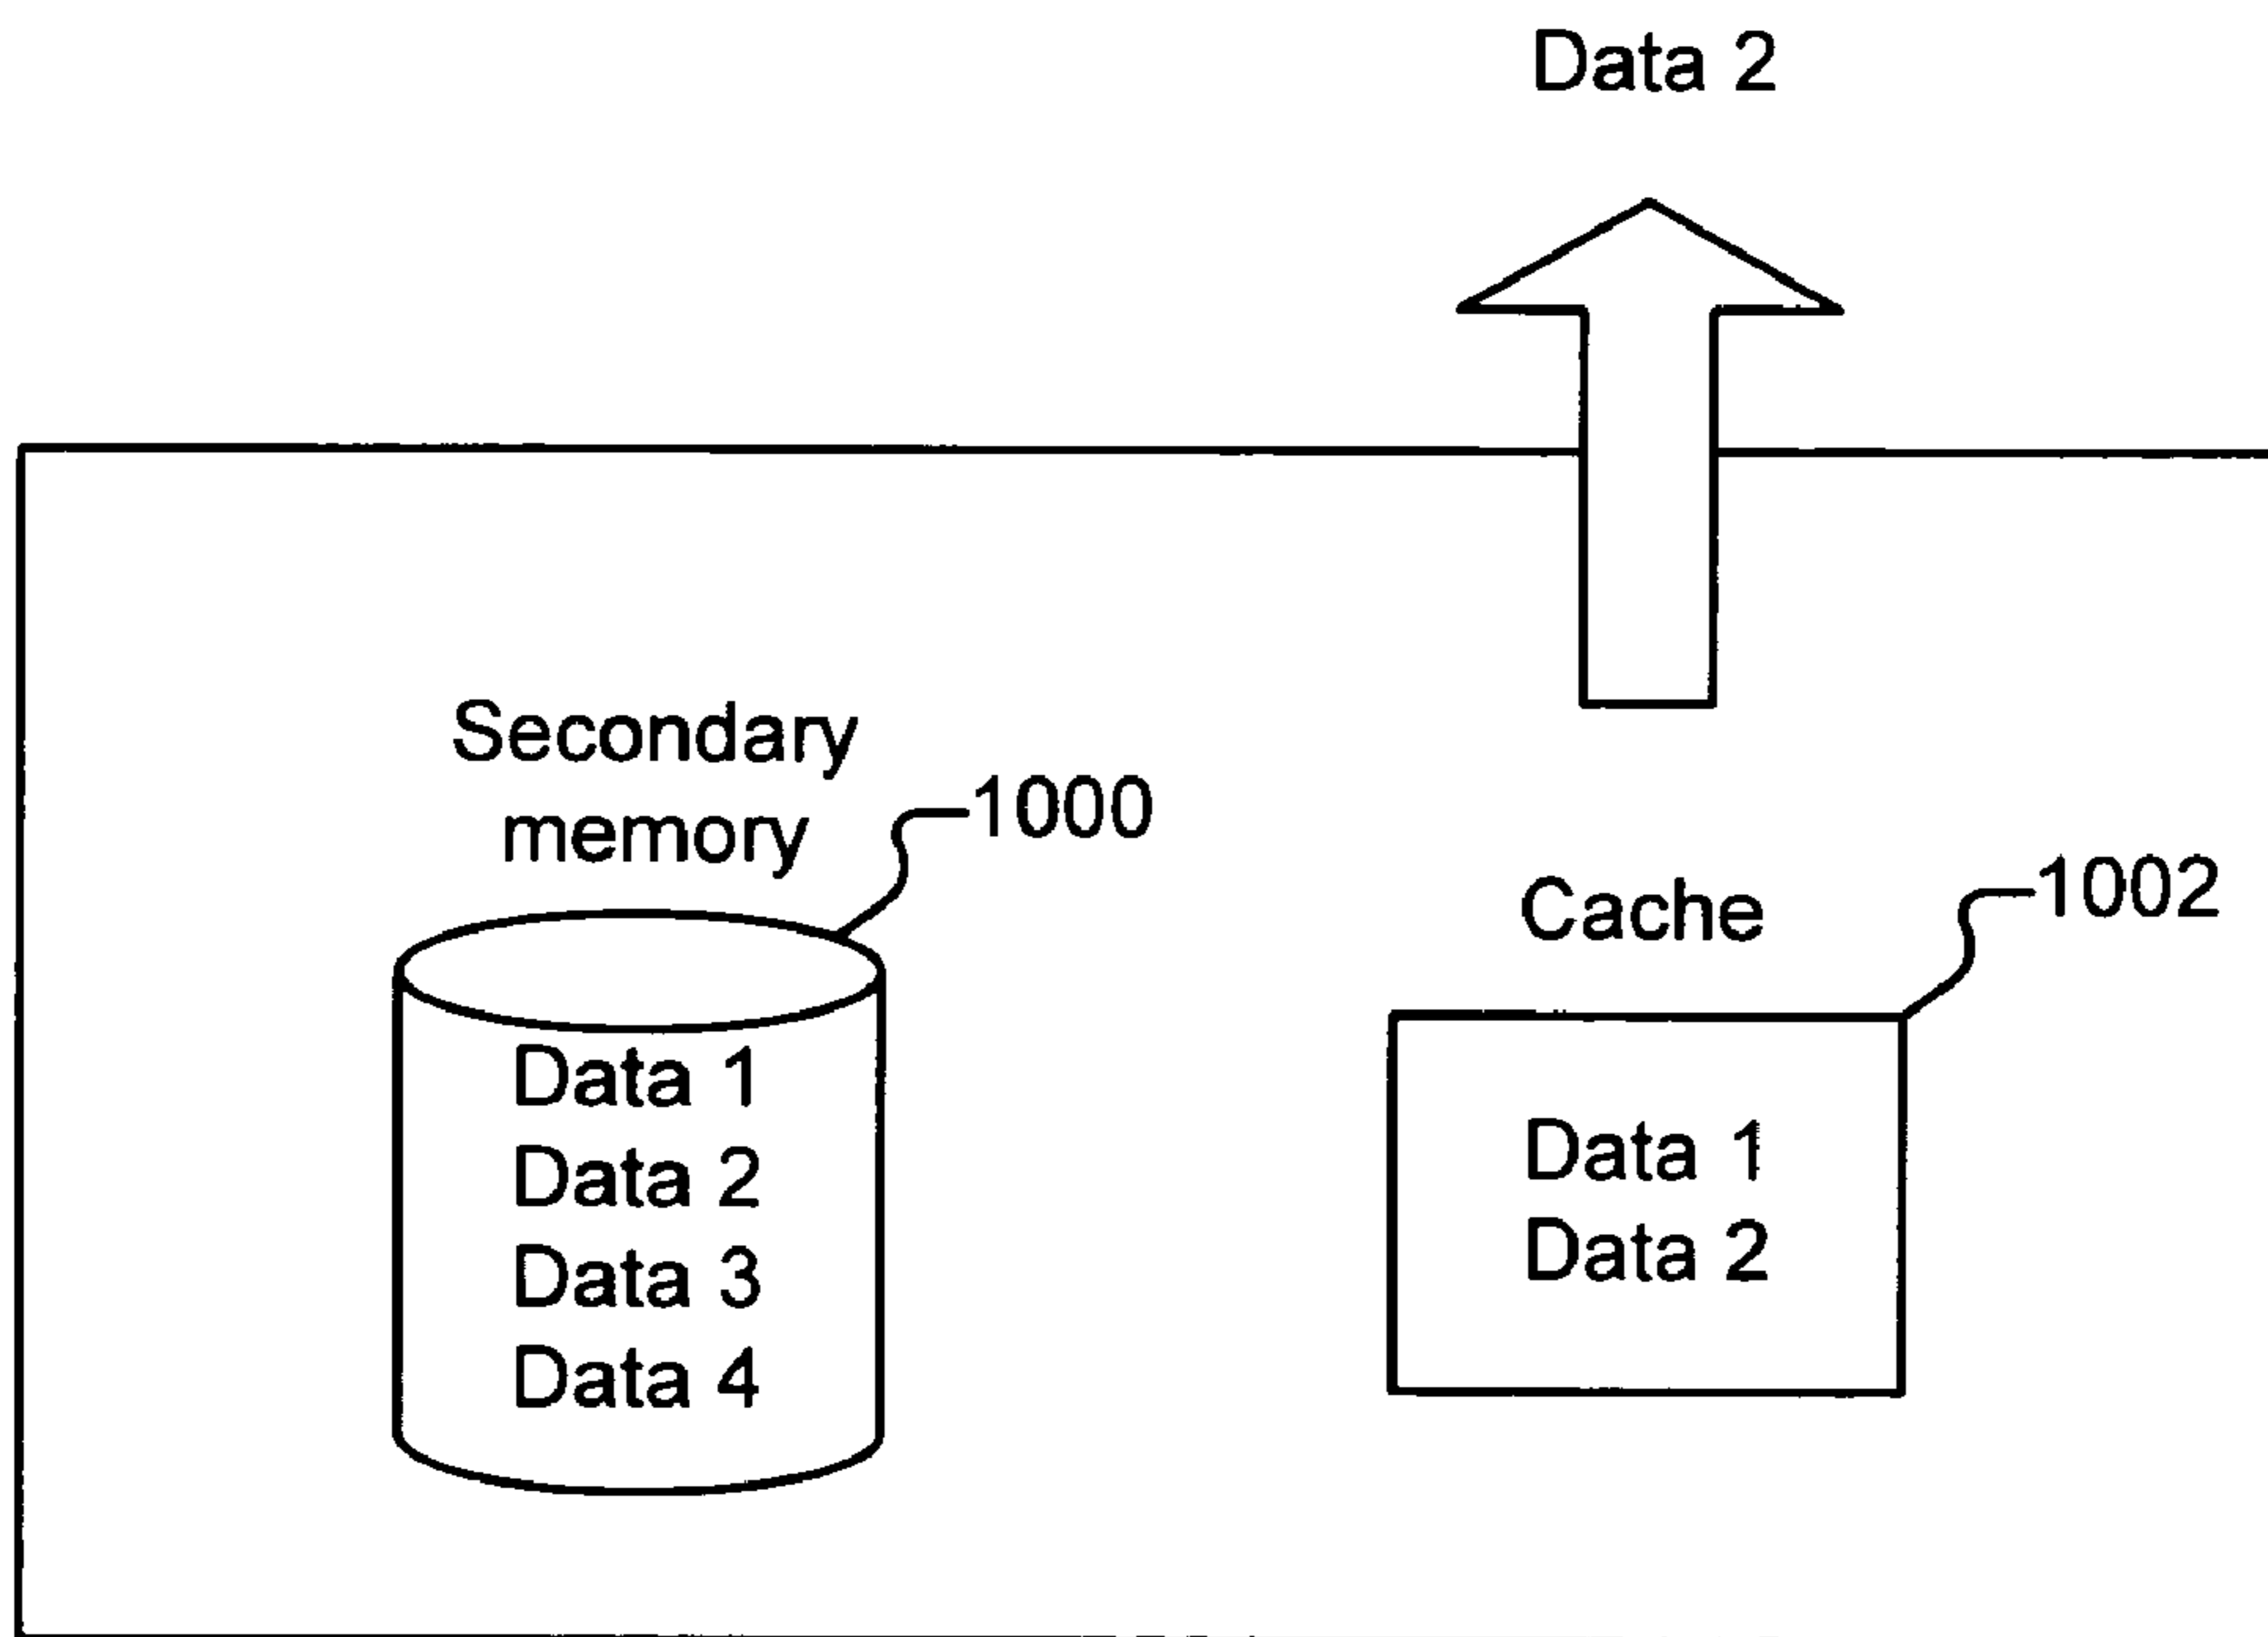 Data 2
Secondary
memory
1000
Cache
1002
Data 1
Data 2
Data 3
Data 4
Data 1
Data 2